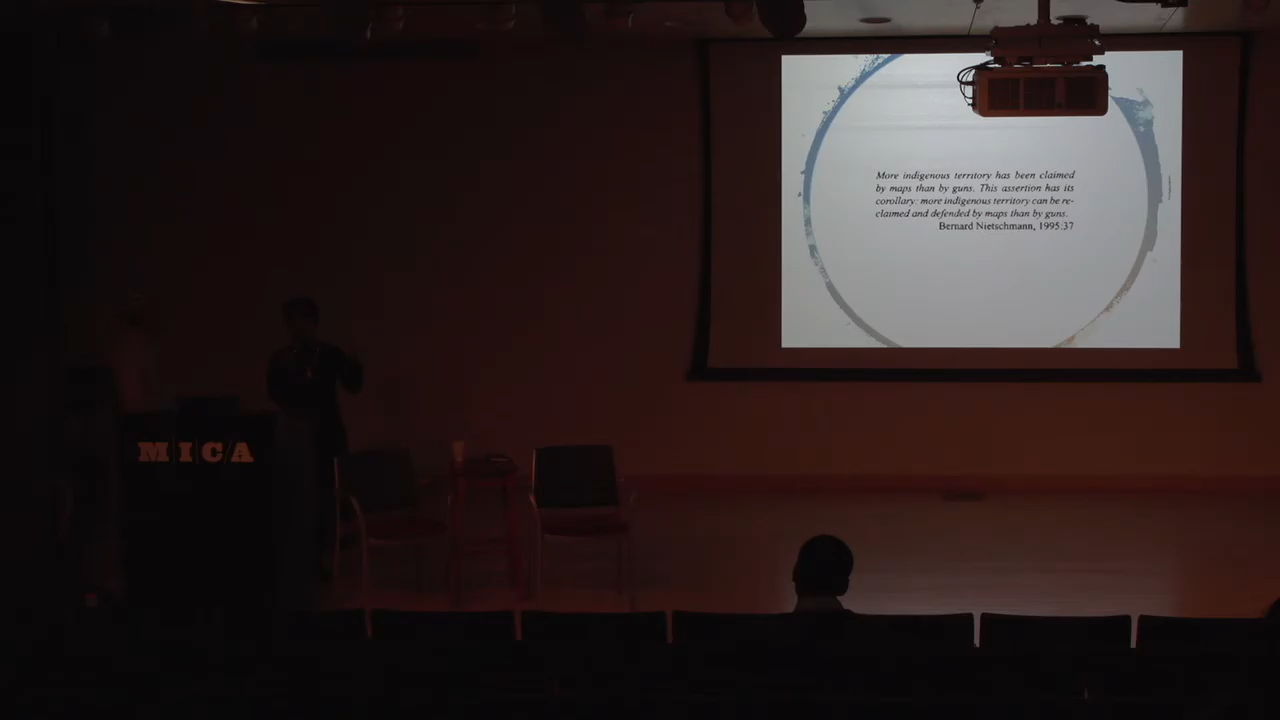 More indigenous territory has been claimed
by maps than by guns. This assertion has its
corollary: more indigenous territory can be re-
claimed and defended by maps than by guns.
Bernard Nietschmann, 1995:37
MICA